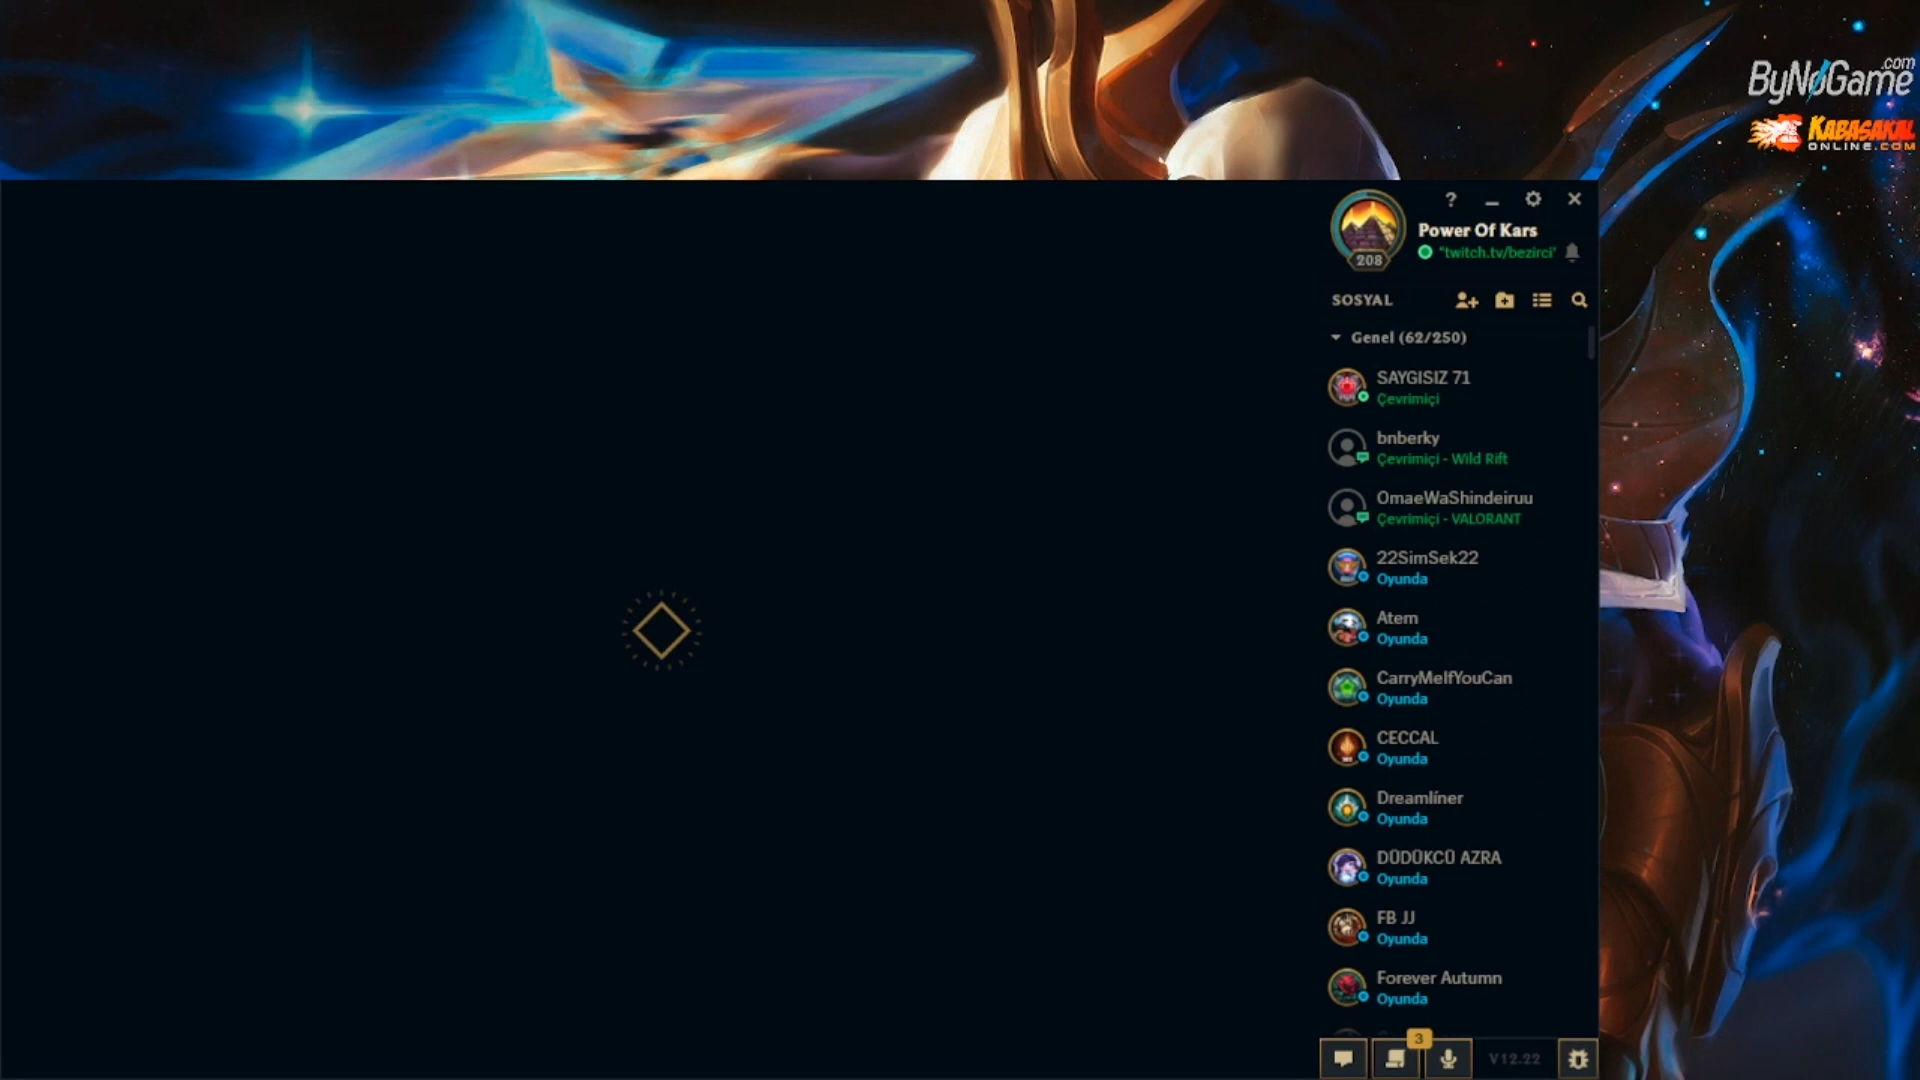 ByNoGame
.com
KABASAKAL
ONLINE.COM
?
Power Of Kars
208
"twitch.tv/bezirci"
SOSYAL
Genel (62/250)
SAYGISIZ 71
Çevrimiçi
bnberky
Çevrimiçi - Wild Rift
OmaeWaShindeiruu
Çevrimiçi - VALORANT
22SimSek22
Oyunda
Atem
Oyunda
CarryMeIfYouCan
Oyunda
CECCAL
Oyunda
Dreamlíner
Oyunda
DÜDÜKCÜ AZRA
Oyunda
FB JJ
Oyunda
Forever Autumn
Oyunda
3
V12.22